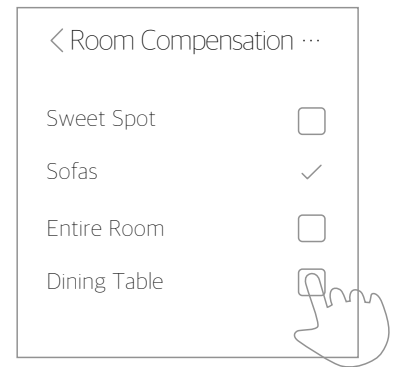 Room Compensation ...
Sweet Spot
Sofas
Entire Room
Dining Table